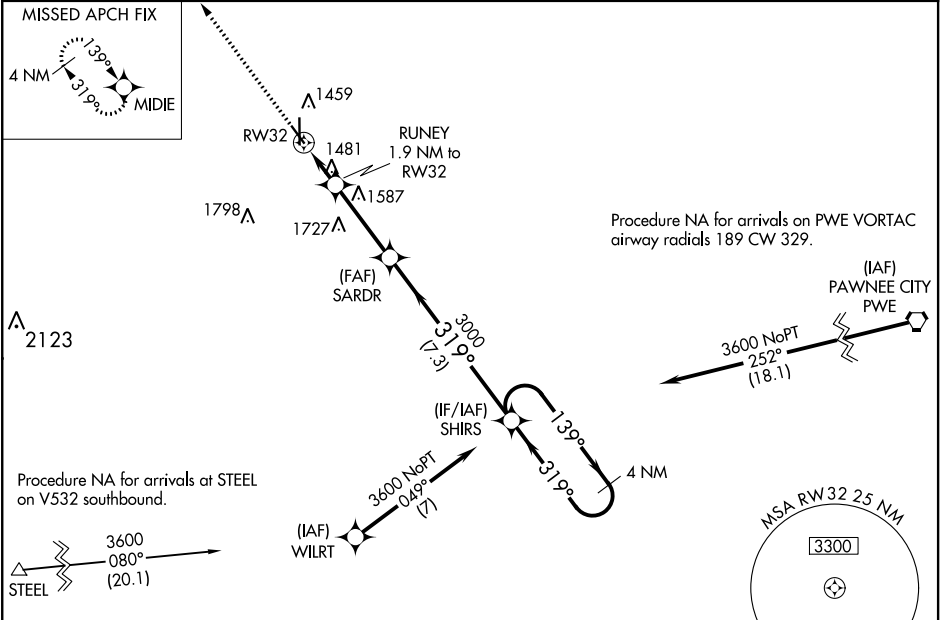 MISSED APCH FIX
4 NM
139°
319°
MIDIE
1459
RW32
1481
RUNEY
1.9 NM to
RW32
1587
1798
1727
(FAF)
SARDR
2123
3000
319°
(7.3)
Procedure NA for arrivals on PWE VORTAC
airway radials 189 CW 329.
(IAF)
PAWNEE CITY
PWE
3600 NoPT
252°
(18.1)
(IF/IAF)
SHIRS
139°
319°
4 NM
3600 NoPT
049°
(7)
(IAF)
WILRT
Procedure NA for arrivals at STEEL
on V532 southbound.
3600
080°
(20.1)
STEEL
MSA RW32 25 NM
3300